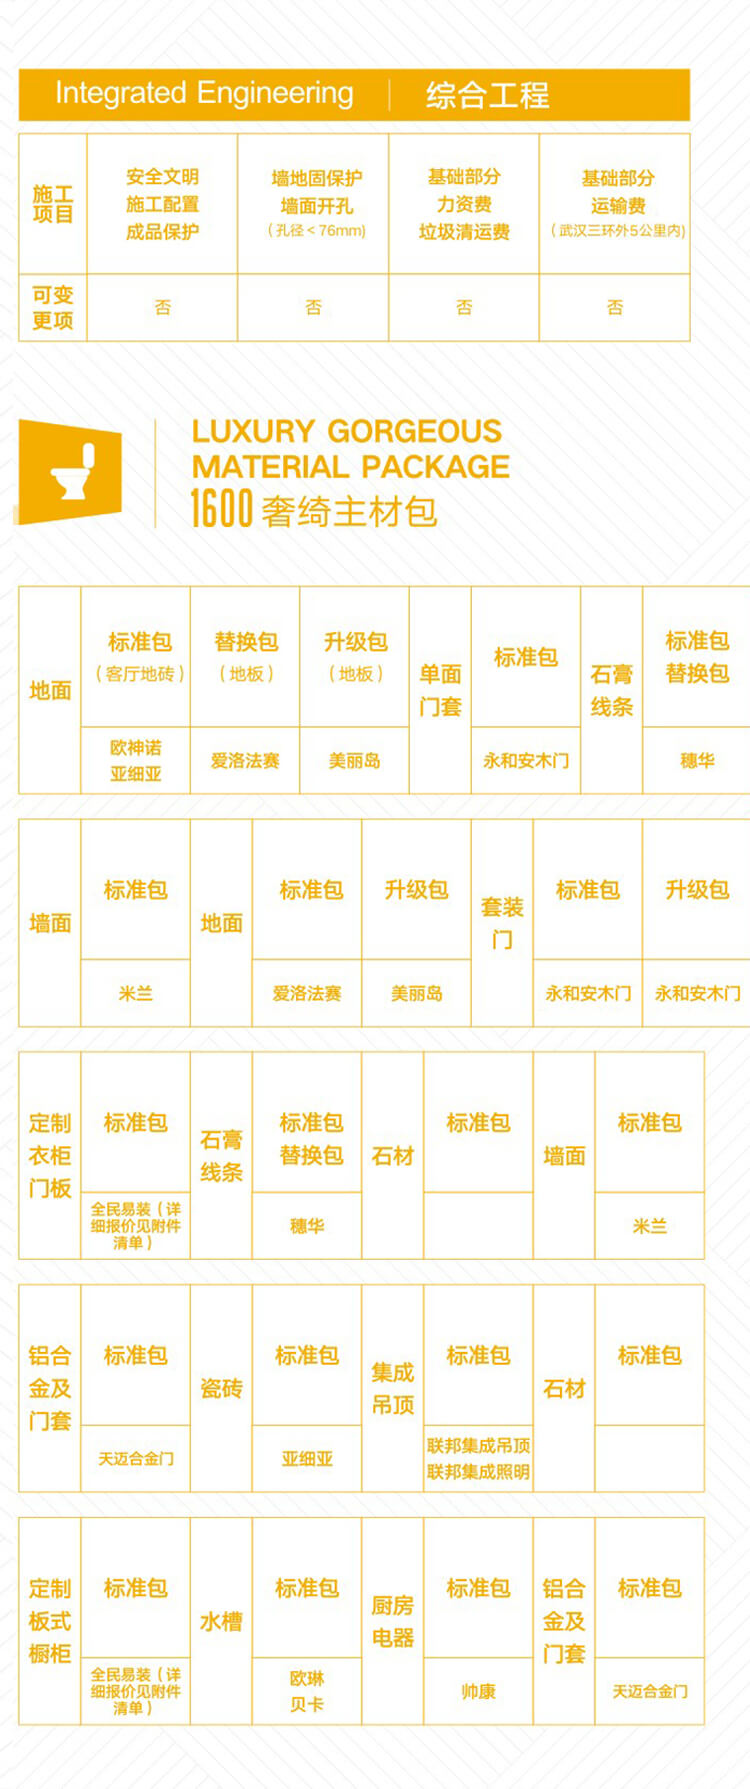 Integrated Engineering 综合工程
施工
项目
安全文明
施工配置
成品保护
墙地固保护
墙面开孔
(孔径<76mm)
基础部分
力资费
垃圾清运费
基础部分
运输费
(武汉三环外5公里内)
可变
更项
否
否
否
否
LUXURY GORGEOUS
MATERIAL PACKAGE
1600 奢绮主材包
地面
标准包
(客厅地砖)
欧神诺
亚细亚
替换包
(地板)
爱洛法赛
升级包
(地板)
美丽岛
单面
门套
标准包
永和安木门
石膏
线条
标准包
替换包
穗华
墙面
标准包
米兰
地面
标准包
爱洛法赛
升级包
美丽岛
套装
门
标准包
永和安木门
升级包
永和安木门
定制
衣柜
门板
标准包
全民易装(详
细报价见附件
清单)
石膏
线条
标准包
替换包
穗华
石材
标准包
墙面
标准包
米兰
铝合
金及
门套
标准包
天迈合金门
瓷砖
标准包
亚细亚
集成
吊顶
标准包
联邦集成吊顶
联邦集成照明
石材
标准包
定制
板式
橱柜
标准包
全民易装(详
细报价见附件
清单)
水槽
标准包
欧琳
贝卡
厨房
电器
标准包
帅康
铝合
金及
门套
标准包
天迈合金门